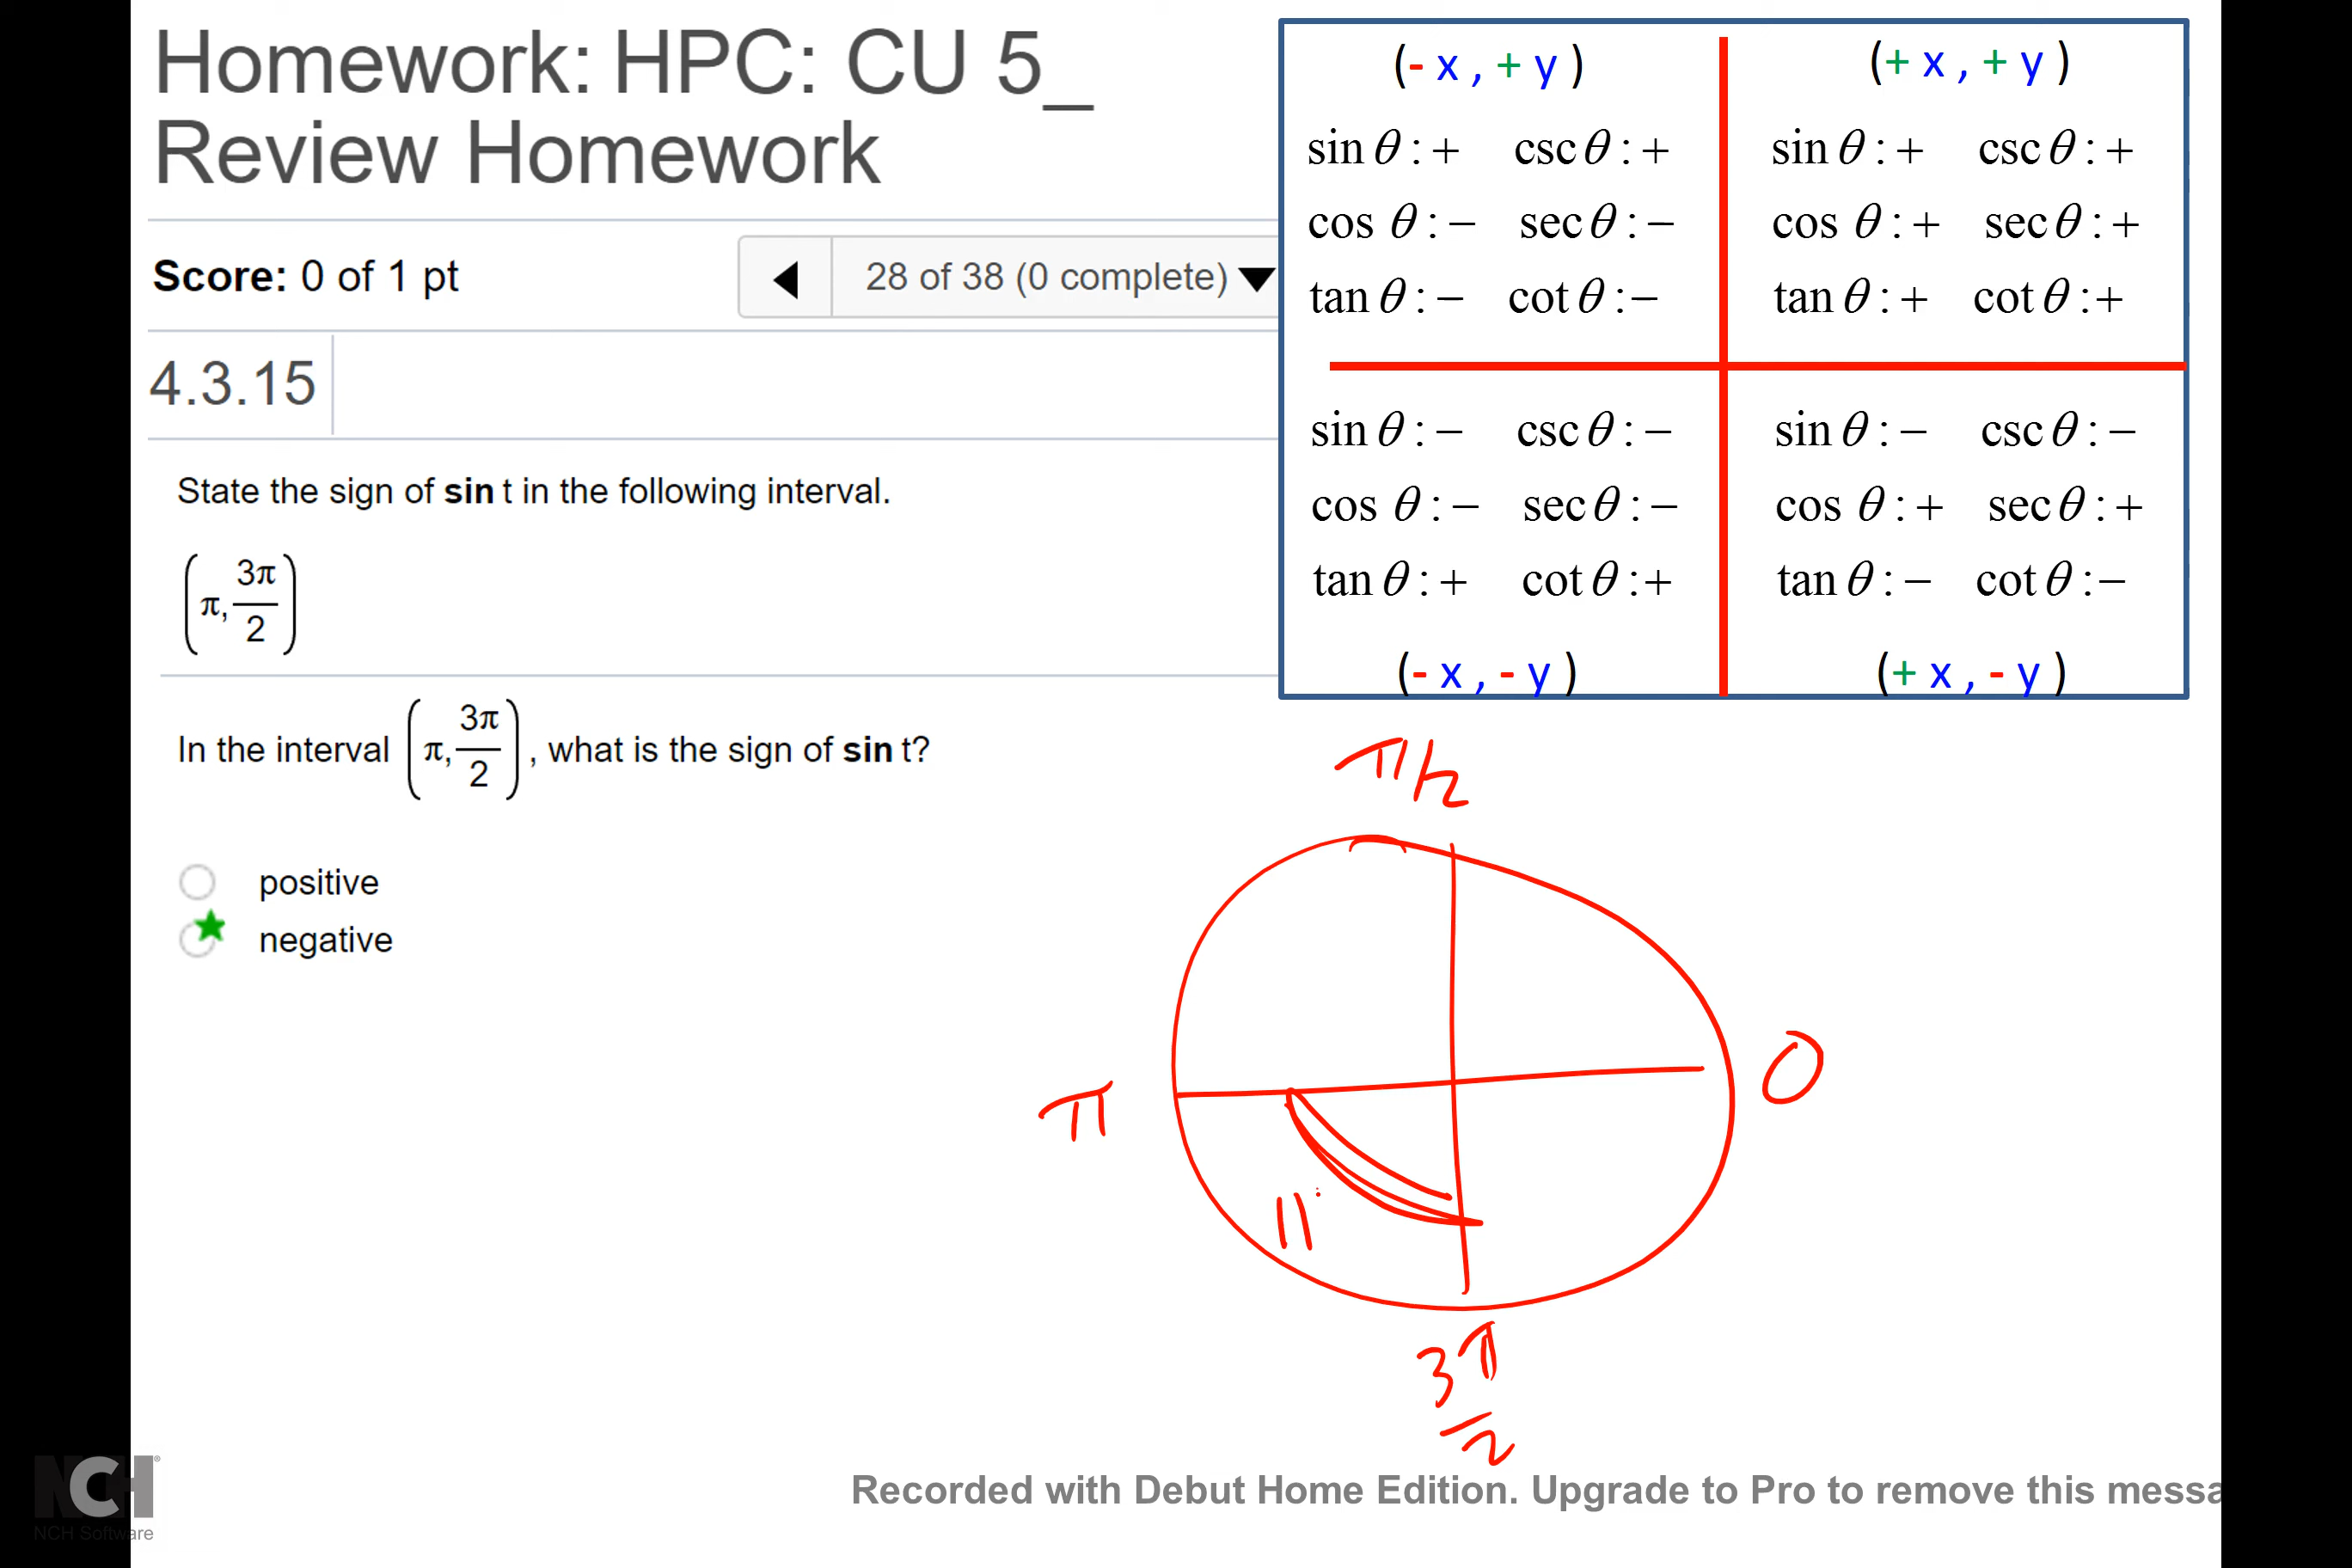 Homework: HPC: CU 5_
Review Homework
Score: 0 of 1 pt
28 of 38 (0 complete)
4.3.15
State the sign of sin t in the following interval.
(π, 3π/2)
In the interval (π, 3π/2), what is the sign of sin t?
positive
negative
(- x , + y )
sin θ : + csc θ : +
cos θ : − sec θ : −
tan θ : − cot θ : −
(+ x , + y )
sin θ : + csc θ : +
cos θ : + sec θ : +
tan θ : + cot θ : +
sin θ : − csc θ : −
cos θ : − sec θ : −
tan θ : + cot θ : +
(- x , - y )
sin θ : − csc θ : −
cos θ : + sec θ : +
tan θ : − cot θ : −
(+ x , - y )
π/2
π
0
3π
/2
NCH®
NCH Software
Recorded with Debut Home Edition. Upgrade to Pro to remove this messa